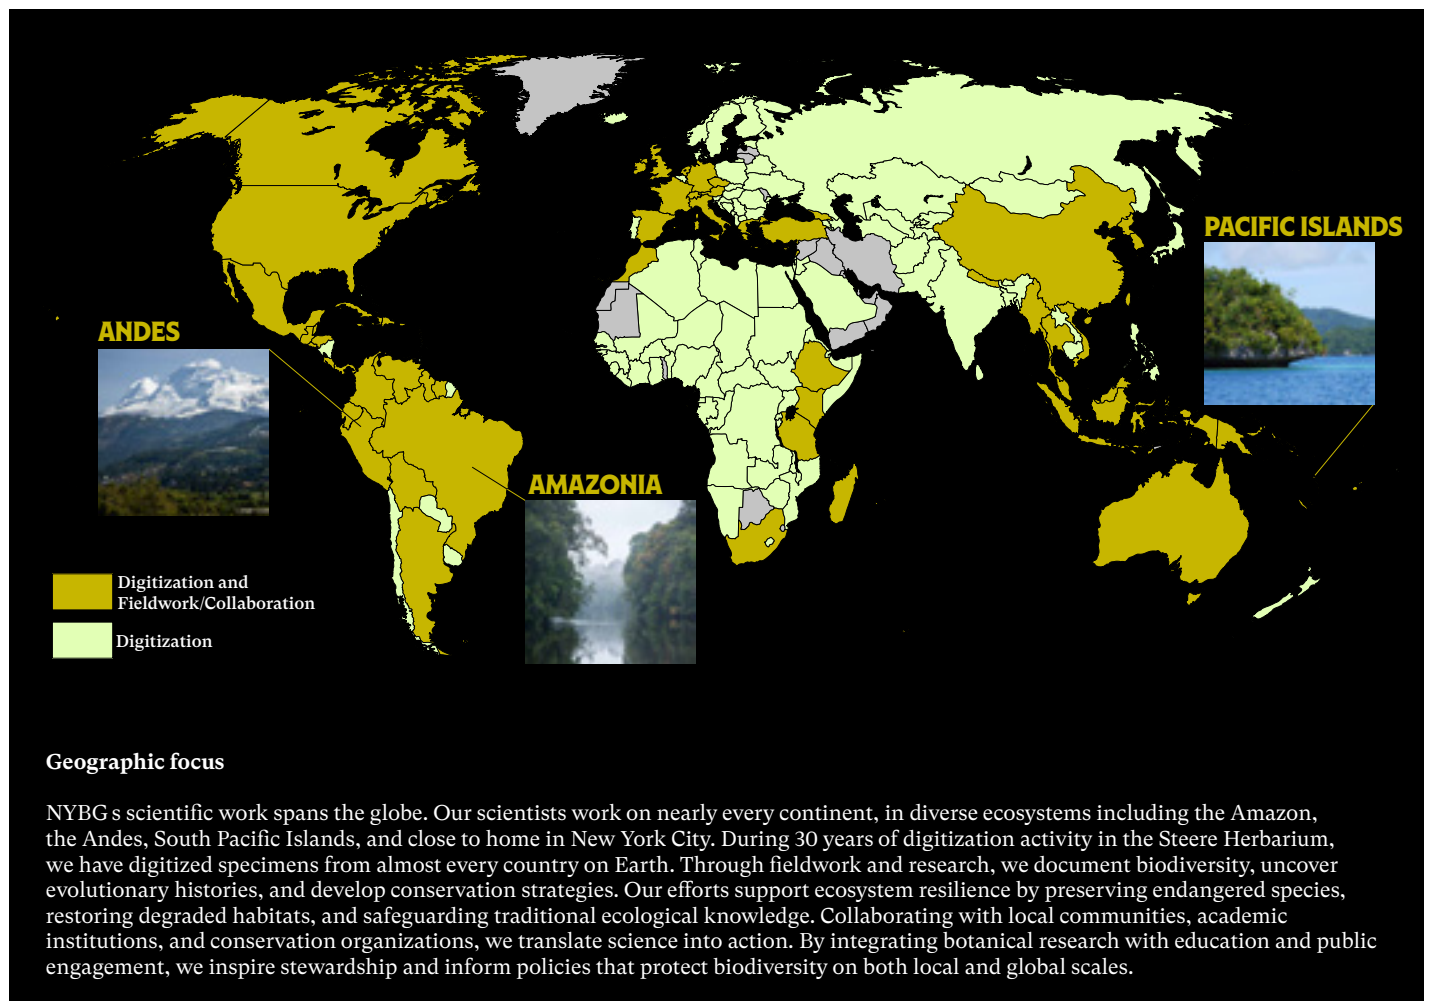 PACIFIC ISLANDS
ANDES
AMAZONIA
Digitization and
Fieldwork/Collaboration
Digitization
Geographic focus
NYBG s scientific work spans the globe. Our scientists work on nearly every continent, in diverse ecosystems including the Amazon,
the Andes, South Pacific Islands, and close to home in New York City. During 30 years of digitization activity in the Steere Herbarium,
we have digitized specimens from almost every country on Earth. Through fieldwork and research, we document biodiversity, uncover
evolutionary histories, and develop conservation strategies. Our efforts support ecosystem resilience by preserving endangered species,
restoring degraded habitats, and safeguarding traditional ecological knowledge. Collaborating with local communities, academic
institutions, and conservation organizations, we translate science into action. By integrating botanical research with education and public
engagement, we inspire stewardship and inform policies that protect biodiversity on both local and global scales.